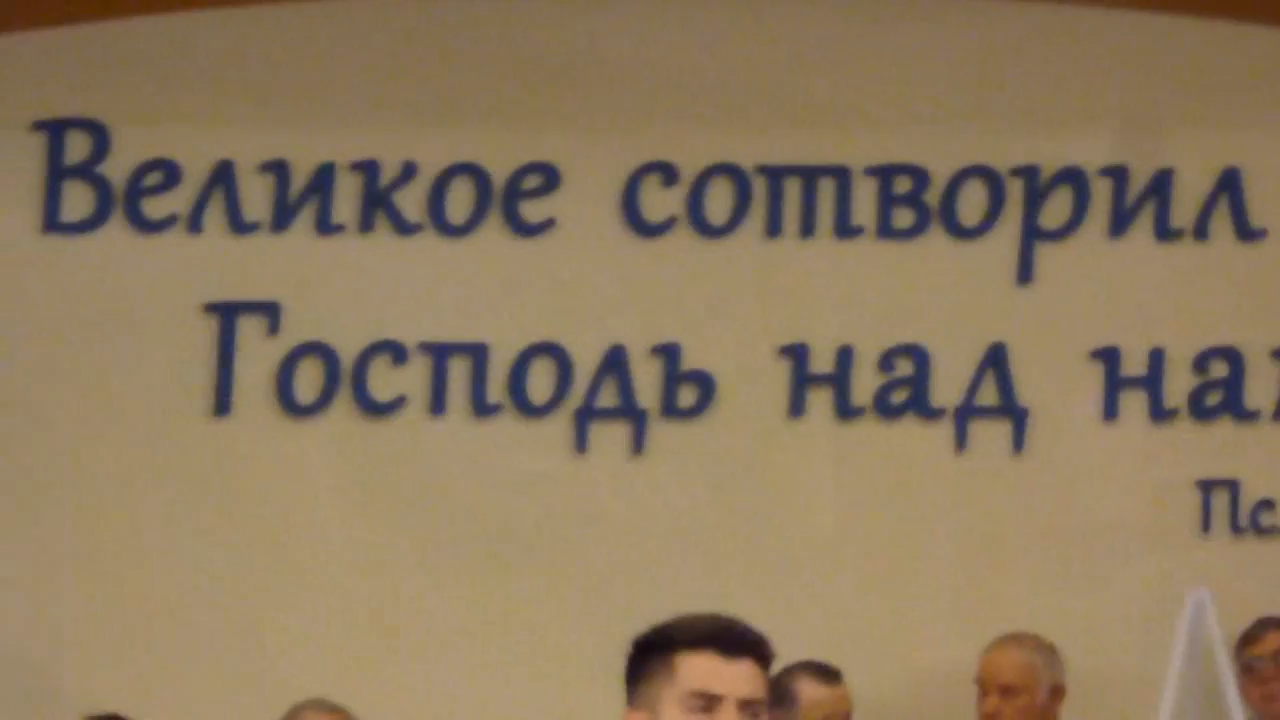 Великое сотворил
Господь над